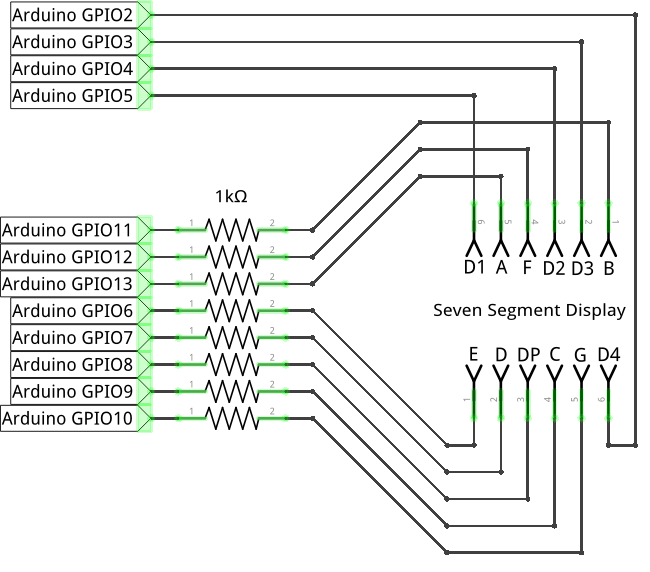 Arduino GPIO2
Arduino GPIO3
Arduino GPIO4
Arduino GPIO5
1kΩ
Arduino GPIO11 1 2
Arduino GPIO12 1 2
Arduino GPIO13 1 2
Arduino GPIO6 1 2
Arduino GPIO7 1 2
Arduino GPIO8 1 2
Arduino GPIO9 1 2
Arduino GPIO10 1 2
6 5 4 3 2 1
D1 A F D2 D3 B
Seven Segment Display
E D DP C G D4
1 2 3 4 5 6